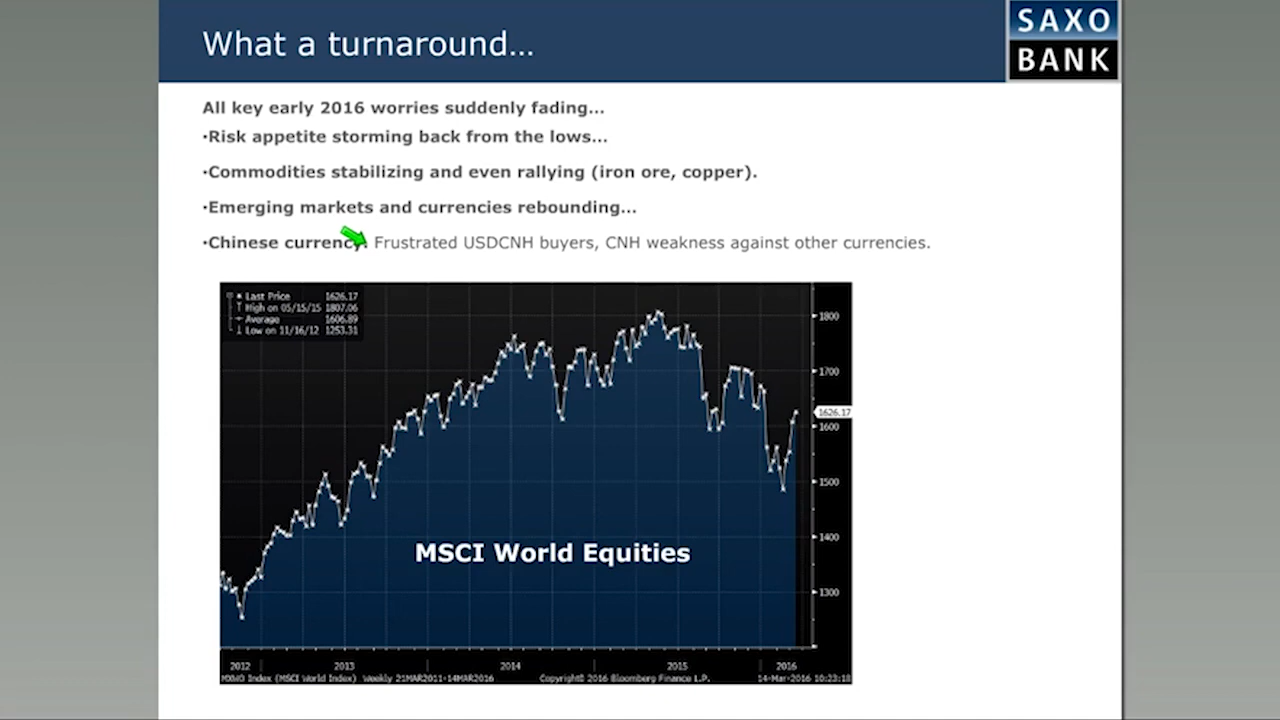 What a turnaround...
SAXO
BANK
All key early 2016 worries suddenly fading...
·Risk appetite storming back from the lows...
·Commodities stabilizing and even rallying (iron ore, copper).
·Emerging markets and currencies rebounding...
·Chinese currency: Frustrated USDCNH buyers, CNH weakness against other currencies.
Last Price 1626.17
High on 05/15/15 1807.06
Average 1606.89
Low on 11/16/12 1253.31
1800
1700
1626.17
1600
1500
1400
1300
MSCI World Equities
2012 2013 2014 2015 2016
MXWO Index (MSCI World Index) Weekly 21MAR2011-14MAR2016 Copyright© 2016 Bloomberg Finance L.P. 14-Mar-2016 10:23:18